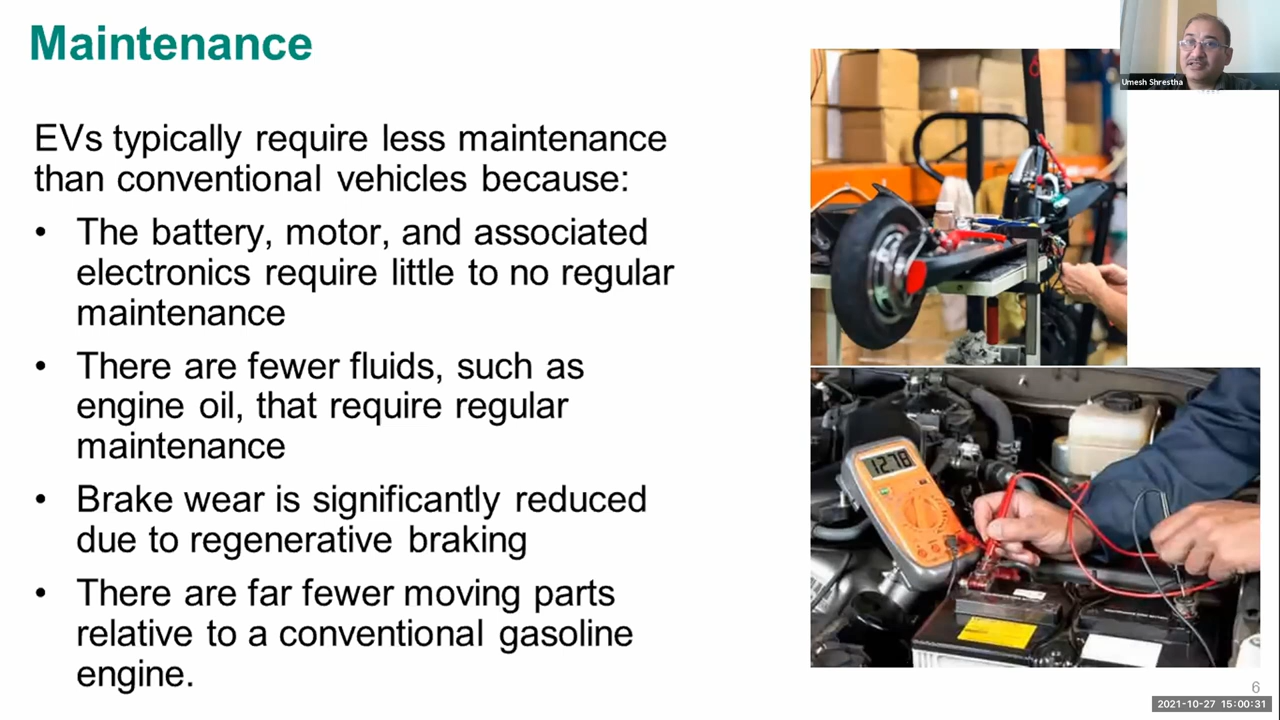 Maintenance
Umesh Shrestha
EVs typically require less maintenance
than conventional vehicles because:
• The battery, motor, and associated
electronics require little to no regular
maintenance
• There are fewer fluids, such as
engine oil, that require regular
maintenance
• Brake wear is significantly reduced
due to regenerative braking
• There are far fewer moving parts
relative to a conventional gasoline
engine.
12.78
6
2021-10-27 15:00:31